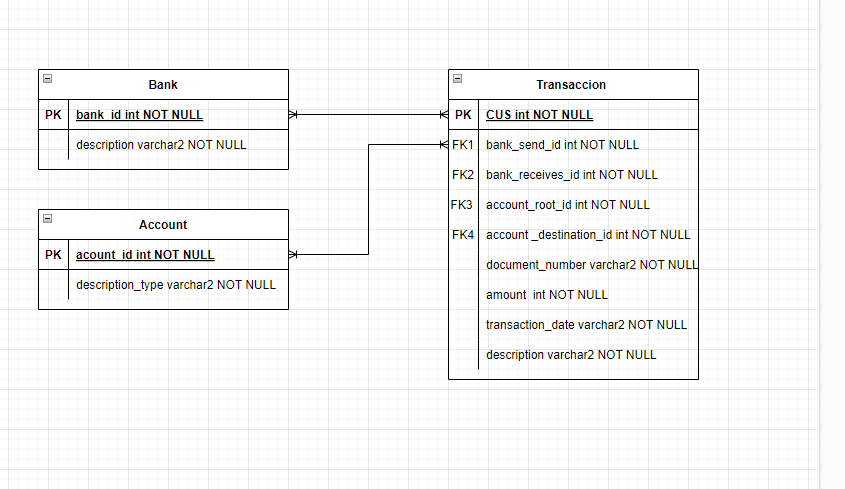 Bank
PK bank_id int NOT NULL
description varchar2 NOT NULL
Account
PK acount_id int NOT NULL
description_type varchar2 NOT NULL
Transaccion
PK CUS int NOT NULL
FK1 bank_send_id int NOT NULL
FK2 bank_receives_id int NOT NULL
FK3 account_root_id int NOT NULL
FK4 account _destination_id int NOT NULL
document_number varchar2 NOT NULL
amount int NOT NULL
transaction_date varchar2 NOT NULL
description varchar2 NOT NULL